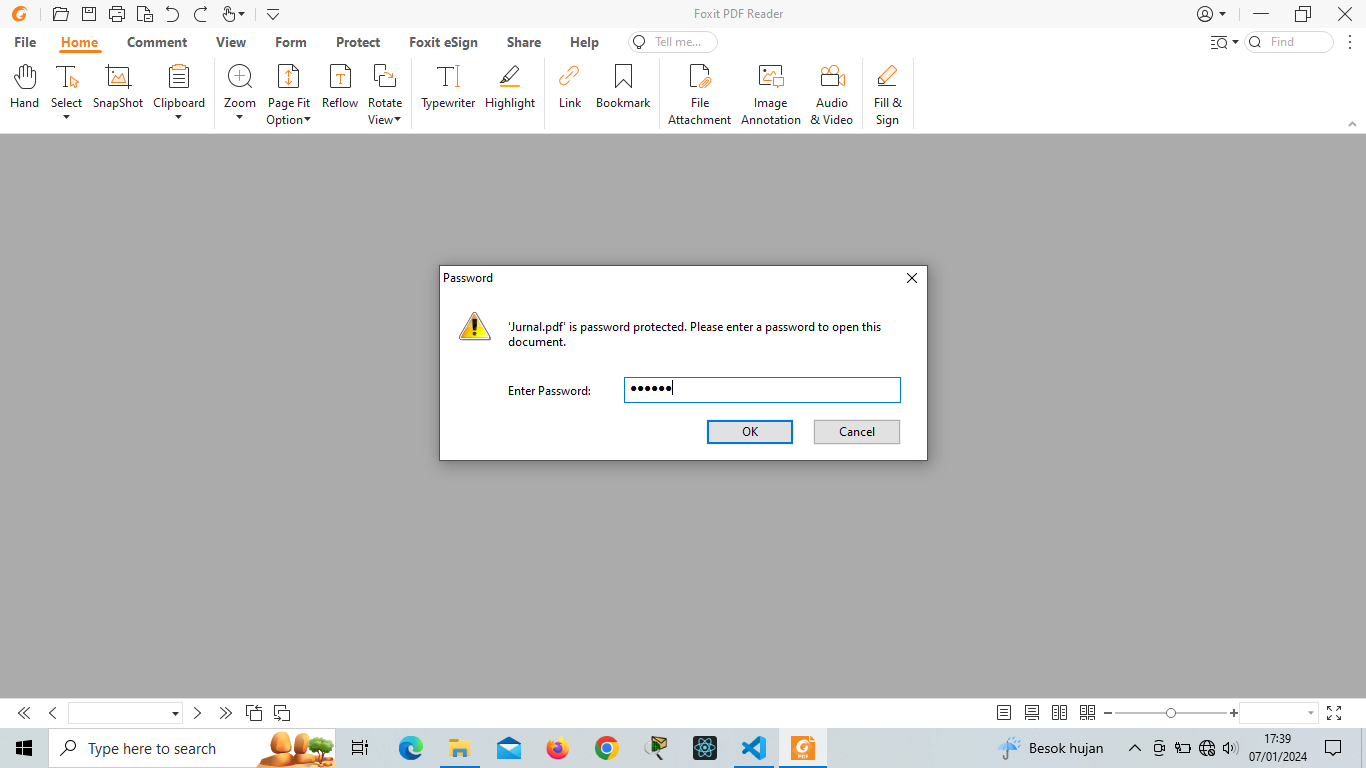 Foxit PDF Reader
File Home Comment View Form Protect Foxit eSign Share Help Tell me... Find
Hand Select SnapShot Clipboard Zoom Page Fit Option Reflow Rotate View Typewriter Highlight Link Bookmark File Attachment Image Annotation Audio & Video Fill & Sign
Password
'Jurnal.pdf' is password protected. Please enter a password to open this
document.
Enter Password: ●●●●●●
OK Cancel
Type here to search
PDF
Besok hujan
17:39
07/01/2024